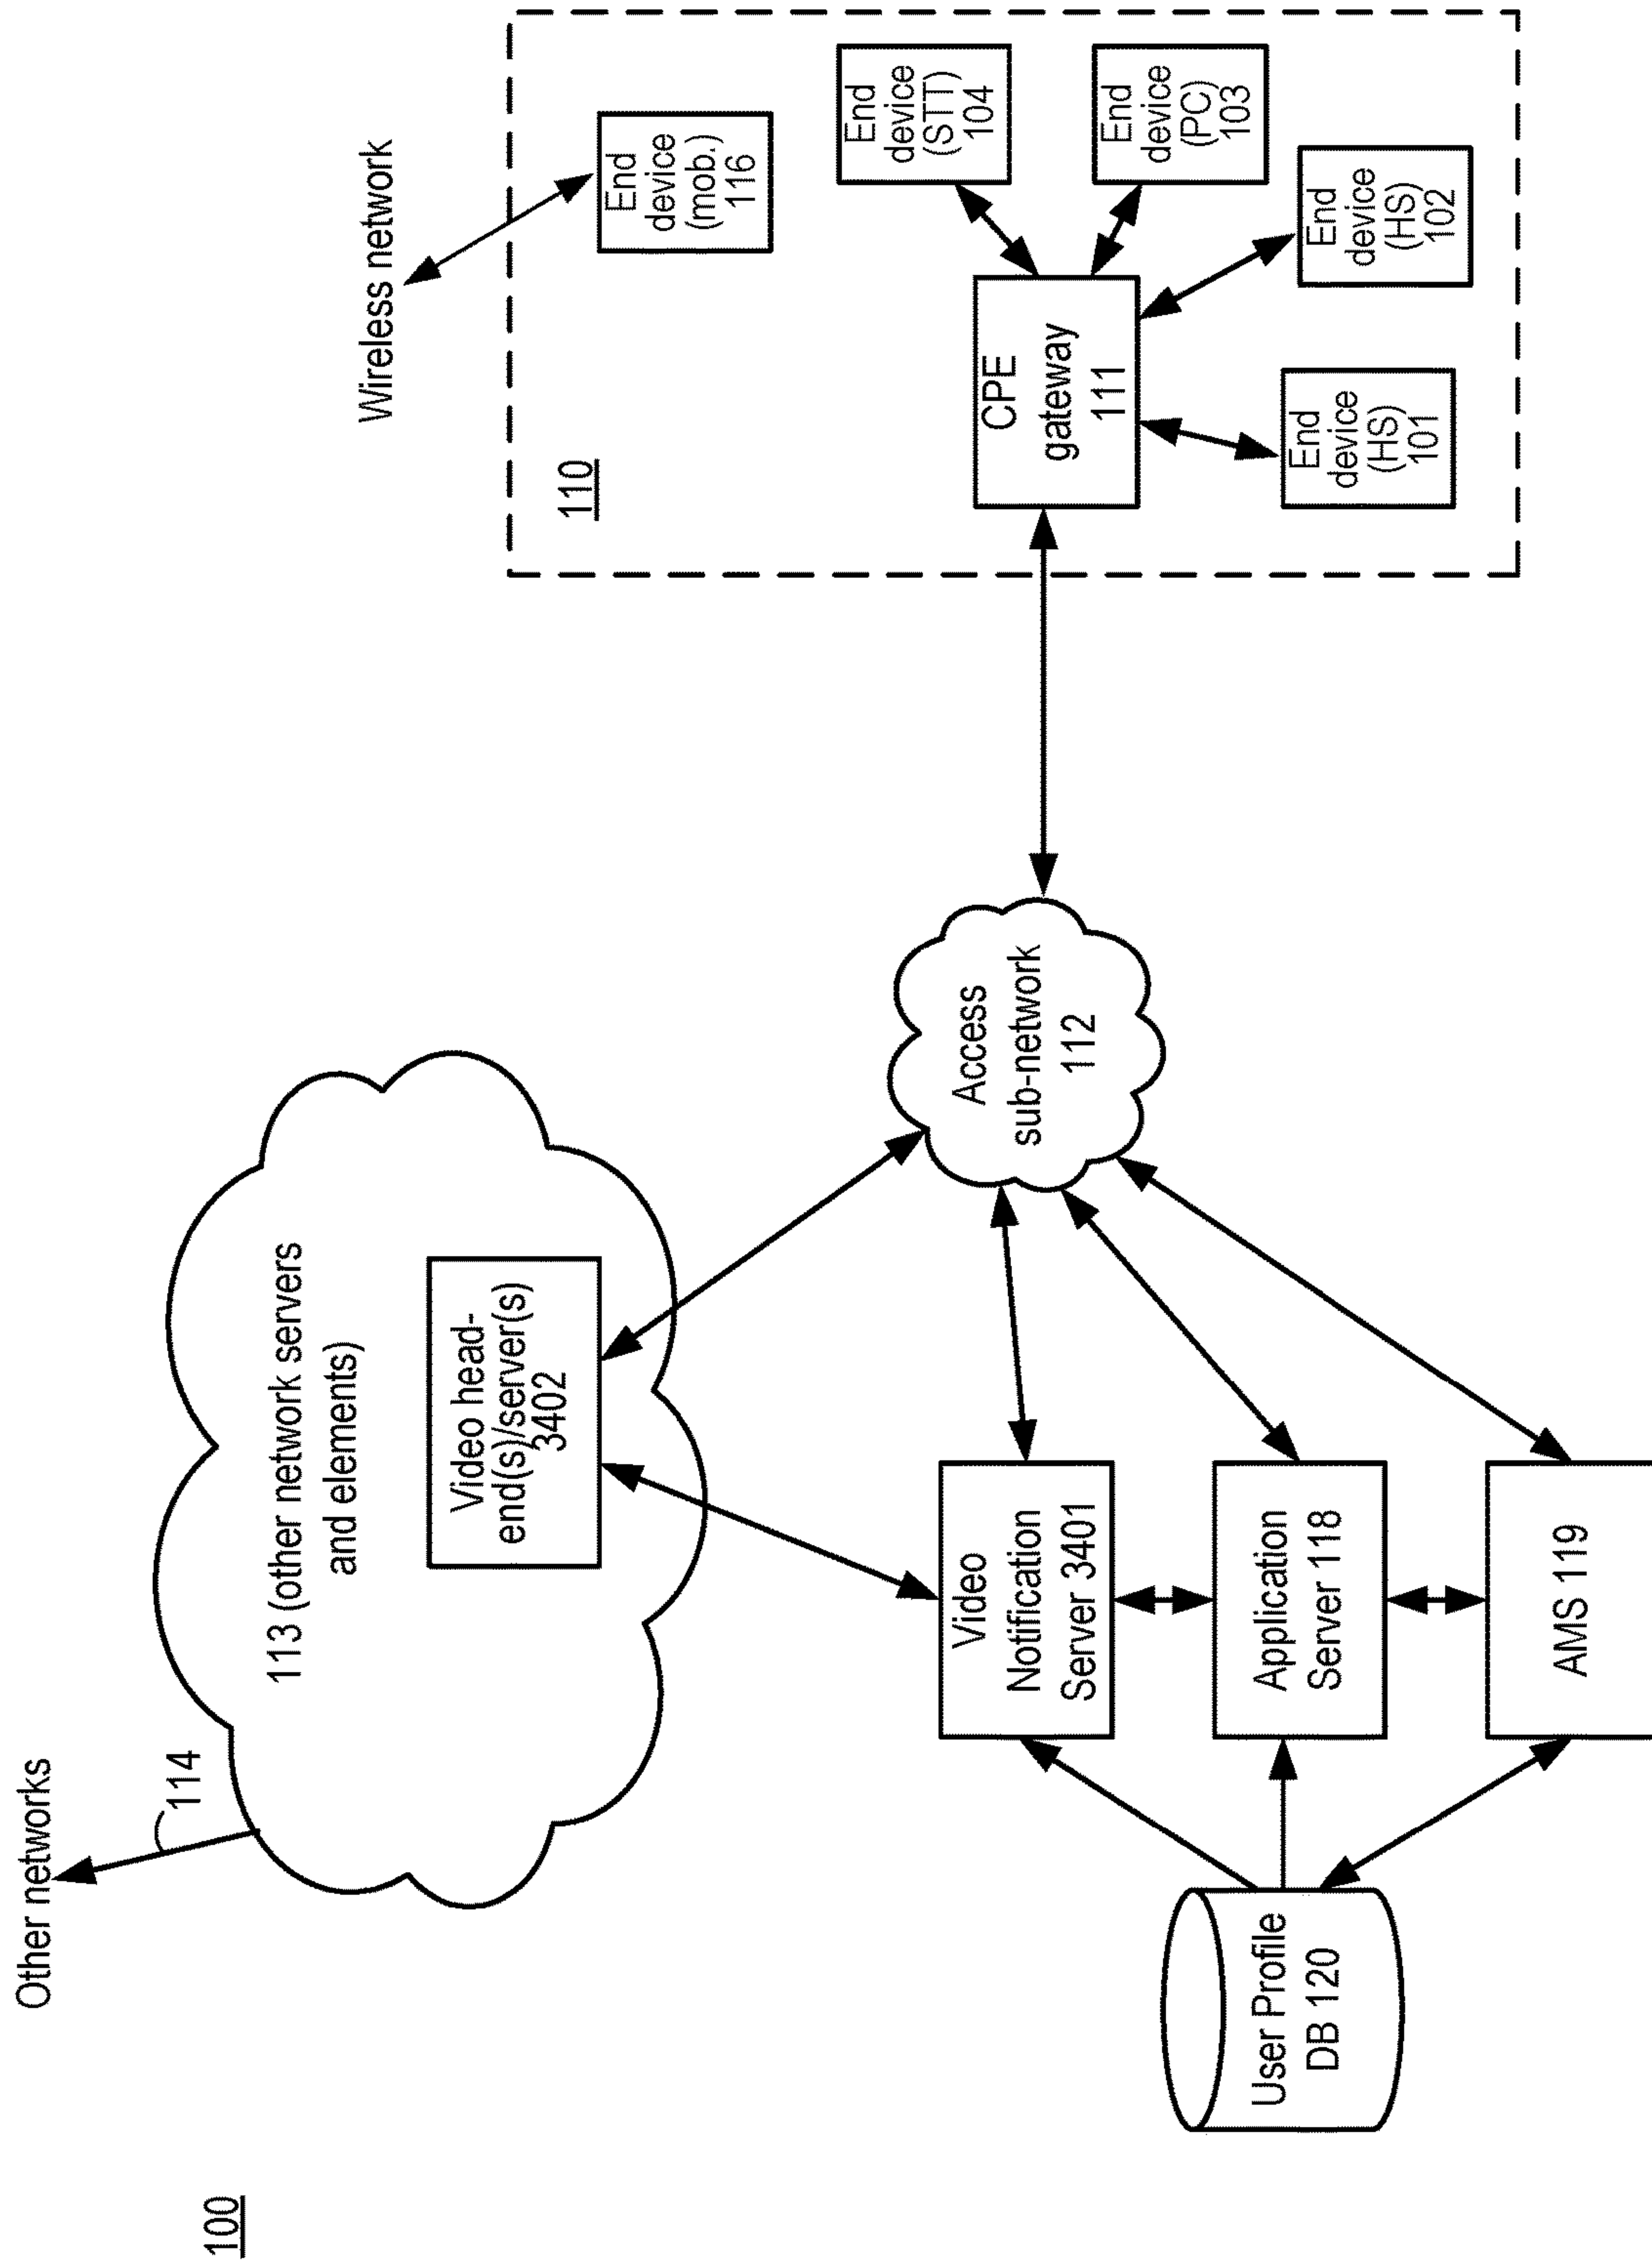 100
Other networks
114
113 (other network servers
and elements)
Video head-
end(s)/server(s)
3402
Wireless network
110
End
device
(mob.)
116
End
device
(STT)
104
End
device
(PC)
103
End
device
(HS)
102
End
device
(HS)
101
CPE
gateway
111
Access
sub-network
112
Video
Notification
Server 3401
Application
Server 118
AMS 119
User Profile
DB 120